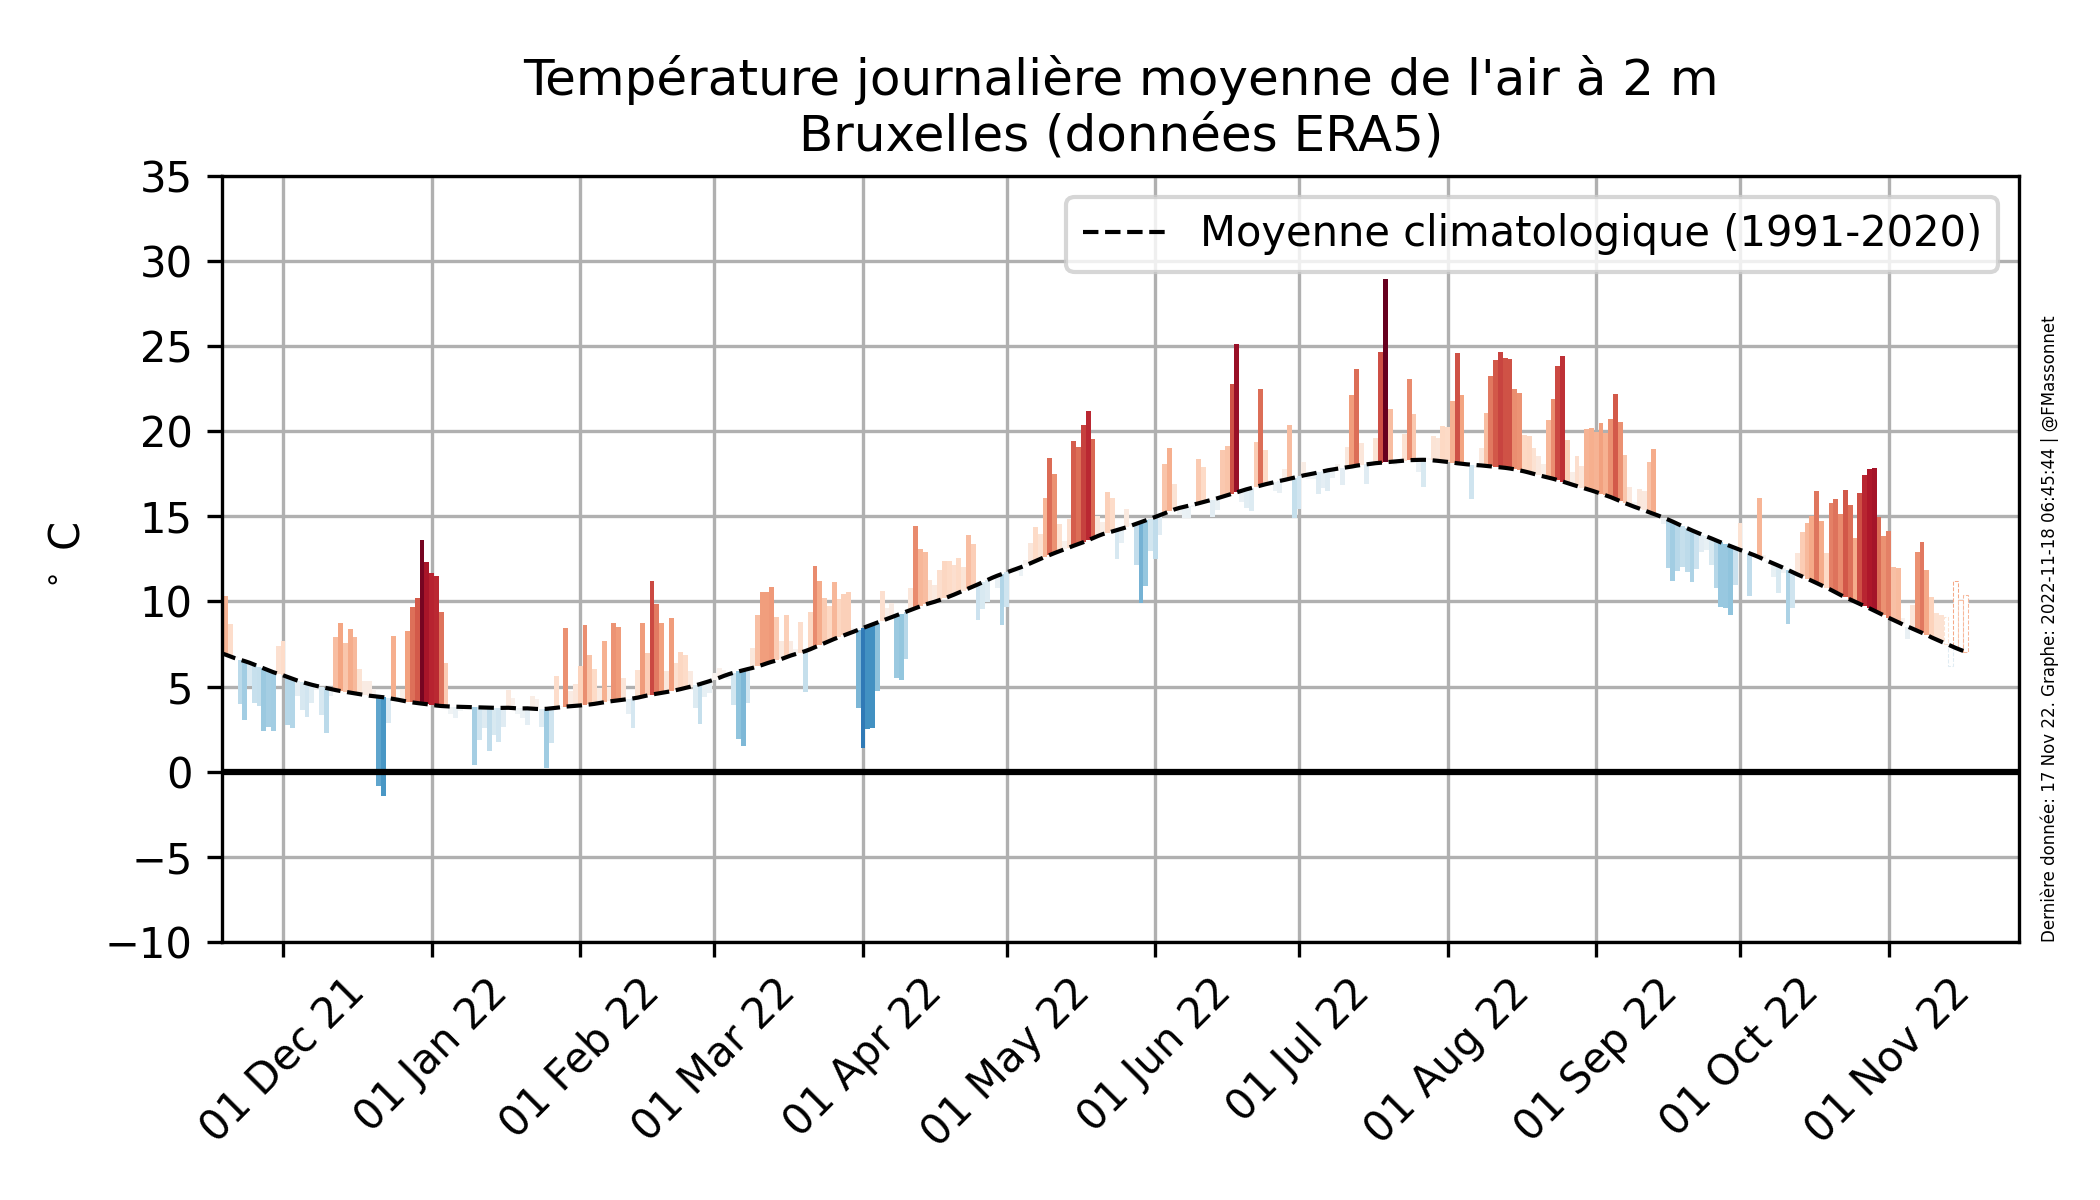 Température journalière moyenne de l'air à 2 m
Bruxelles (données ERA5)
Moyenne climatologique (1991-2020)
35
30
25
20
15
10
5
0
−5
−10
° C
01 Dec 21
01 Jan 22
01 Feb 22
01 Mar 22
01 Apr 22
01 May 22
01 Jun 22
01 Jul 22
01 Aug 22
01 Sep 22
01 Oct 22
01 Nov 22
Dernière donnée: 17 Nov 22. Graphe: 2022-11-18 06:45:44 | @FMassonnet